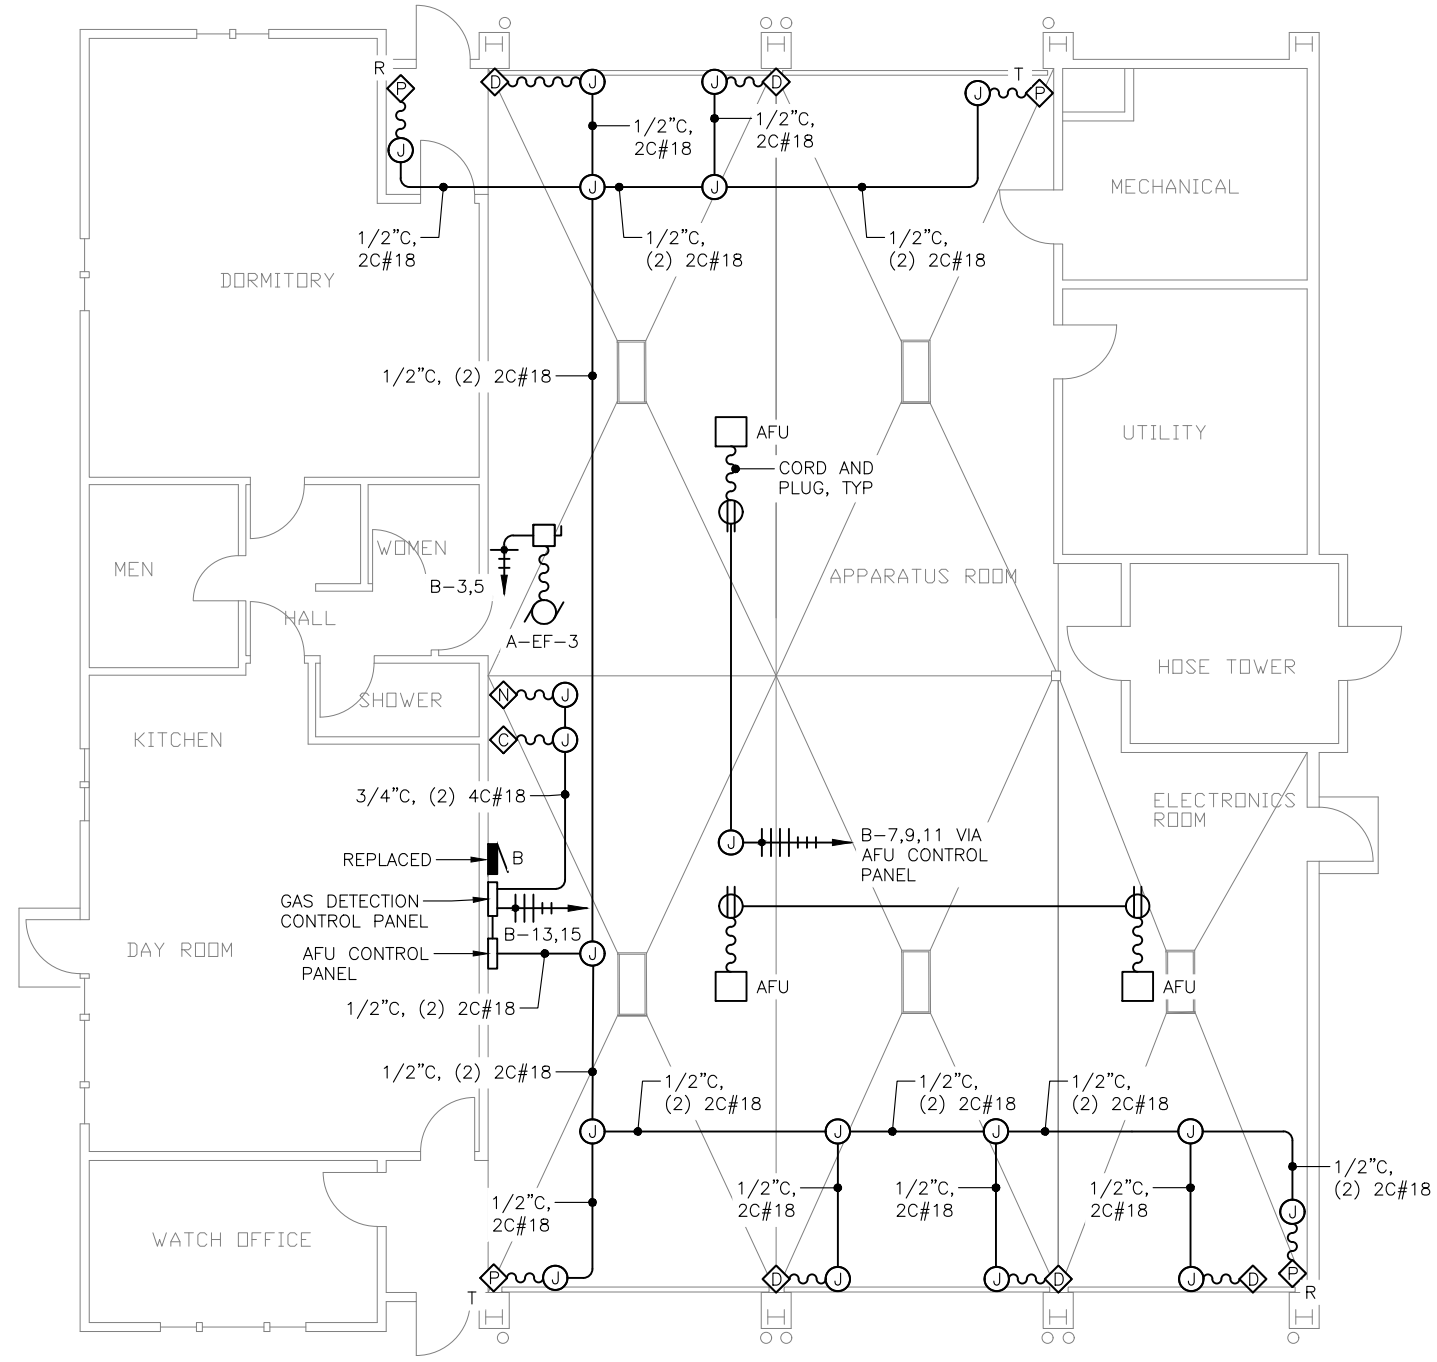 D
J
J
D
J
P
T
R
P
J
J
J
1/2"C,
2C#18
1/2"C,
2C#18
MECHANICAL
1/2"C,
2C#18
1/2"C,
(2) 2C#18
1/2"C,
(2) 2C#18
DORMITORY
1/2"C, (2) 2C#18
UTILITY
AFU
CORD AND
PLUG, TYP
WOMEN
MEN
B-3,5
APPARATUS ROOM
HALL
A-EF-3
HOSE TOWER
SHOWER
N
J
C
J
KITCHEN
3/4"C, (2) 4C#18
ELECTRONICS
ROOM
J
B-7,9,11 VIA
AFU CONTROL
PANEL
REPLACED
B
GAS DETECTION
CONTROL PANEL
B-13,15
DAY ROOM
AFU CONTROL
PANEL
J
AFU
AFU
1/2"C, (2) 2C#18
1/2"C, (2) 2C#18
1/2"C,
(2) 2C#18
1/2"C,
(2) 2C#18
1/2"C,
(2) 2C#18
J
J
J
J
1/2"C,
(2) 2C#18
1/2"C,
2C#18
1/2"C,
2C#18
1/2"C,
2C#18
1/2"C,
2C#18
J
WATCH OFFICE
P
J
D
J
J
D
J
D
P
T
R